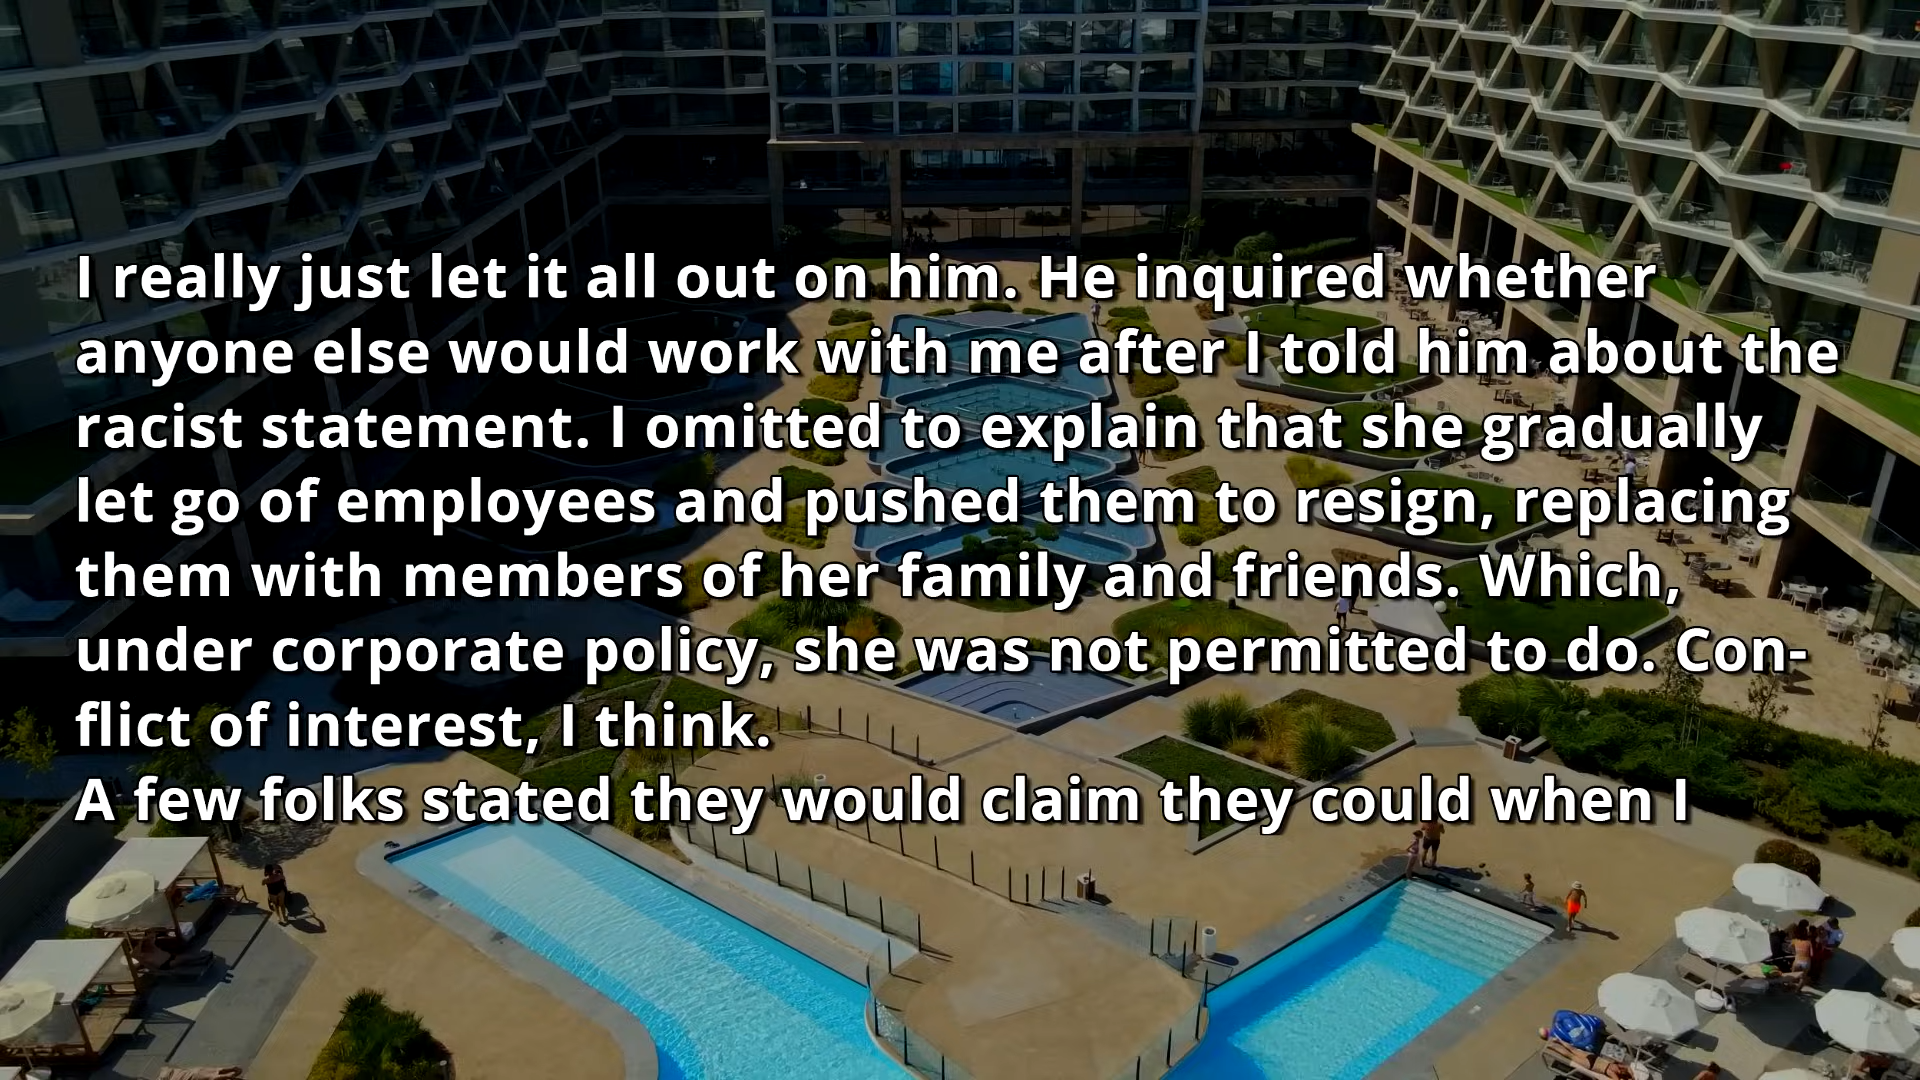 I really just let it all out on him. He inquired whether
anyone else would work with me after I told him about the
racist statement. I omitted to explain that she gradually
let go of employees and pushed them to resign, replacing
them with members of her family and friends. Which,
under corporate policy, she was not permitted to do. Con-
flict of interest, I think.
A few folks stated they would claim they could when I